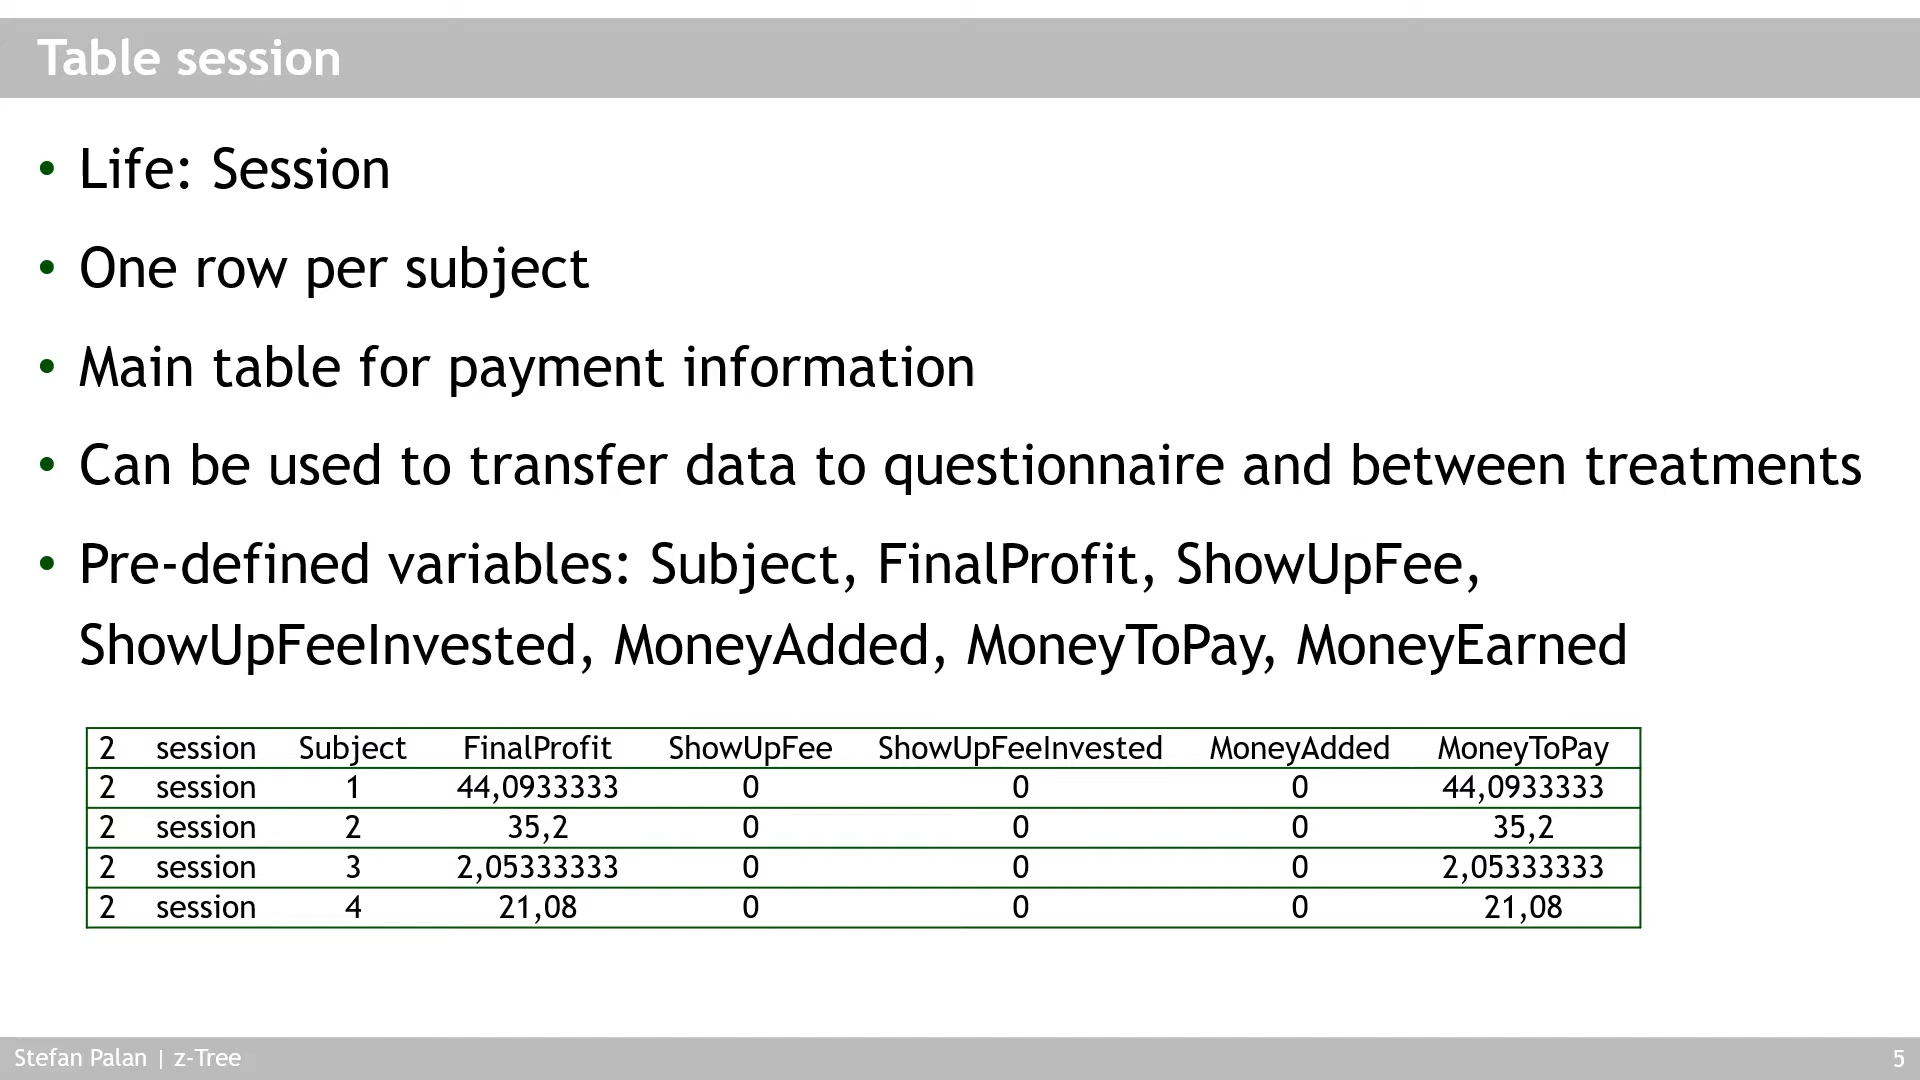 Table session
• Life: Session
• One row per subject
• Main table for payment information
• Can be used to transfer data to questionnaire and between treatments
• Pre-defined variables: Subject, FinalProfit, ShowUpFee,
ShowUpFeeInvested, MoneyAdded, MoneyToPay, MoneyEarned
2 session Subject FinalProfit ShowUpFee ShowUpFeeInvested MoneyAdded MoneyToPay
2 session 1 44,0933333 0 0 0 44,0933333
2 session 2 35,2 0 0 0 35,2
2 session 3 2,05333333 0 0 0 2,05333333
2 session 4 21,08 0 0 0 21,08
Stefan Palan | z-Tree 5